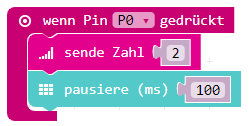 wenn Pin P0 gedrückt
sende Zahl 2
pausiere (ms) 100